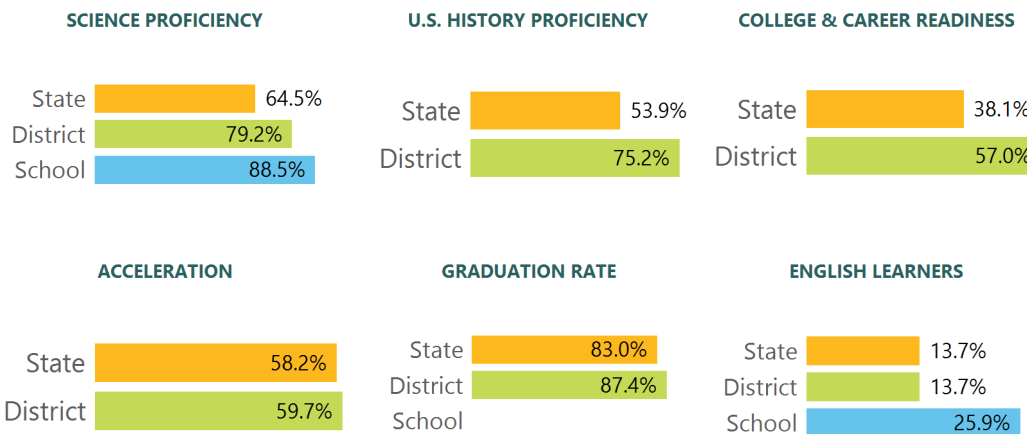 SCIENCE PROFICIENCY
State 64.5%
District 79.2%
School 88.5%
U.S. HISTORY PROFICIENCY
State 53.9%
District 75.2%
COLLEGE & CAREER READINESS
State 38.1%
District 57.0%
ACCELERATION
State 58.2%
District 59.7%
GRADUATION RATE
State 83.0%
District 87.4%
School
ENGLISH LEARNERS
State 13.7%
District 13.7%
School 25.9%